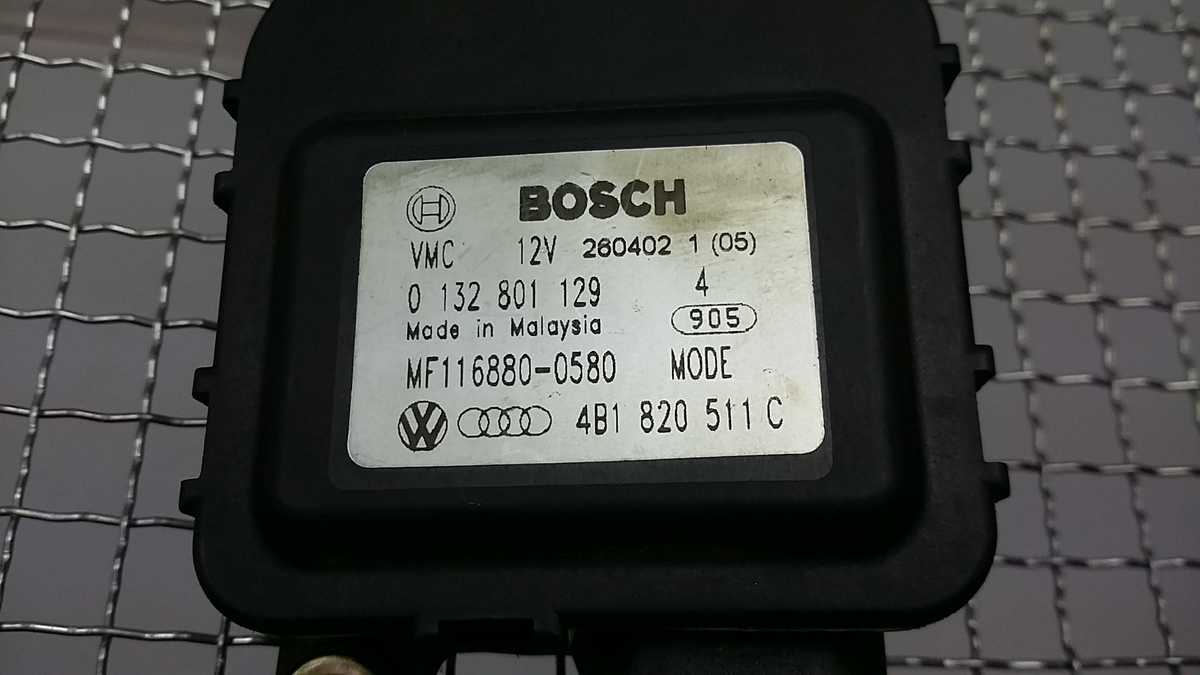 BOSCH
VMC 12V 260402 1 (05)
0 132 801 129 4
Made in Malaysia 905
MF116880-0580 MODE
VW 4B1 820 511 C